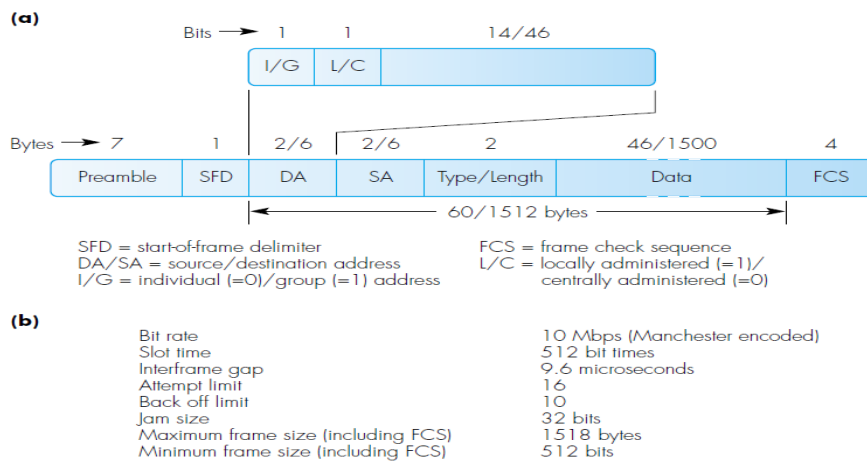 (a)
Bits 1 1 14/46
I/G L/C
Bytes 7 1 2/6 2/6 2 46/1500 4
Preamble SFD DA SA Type/Length Data FCS
60/1512 bytes
SFD = start-of-frame delimiter
DA/SA = source/destination address
I/G = individual (=0)/group (=1) address
FCS = frame check sequence
L/C = locally administered (=1)/
centrally administered (=0)
(b)
Bit rate 10 Mbps (Manchester encoded)
Slot time 512 bit times
Interframe gap 9.6 microseconds
Attempt limit 16
Back off limit 10
Jam size 32 bits
Maximum frame size (including FCS) 1518 bytes
Minimum frame size (including FCS) 512 bits